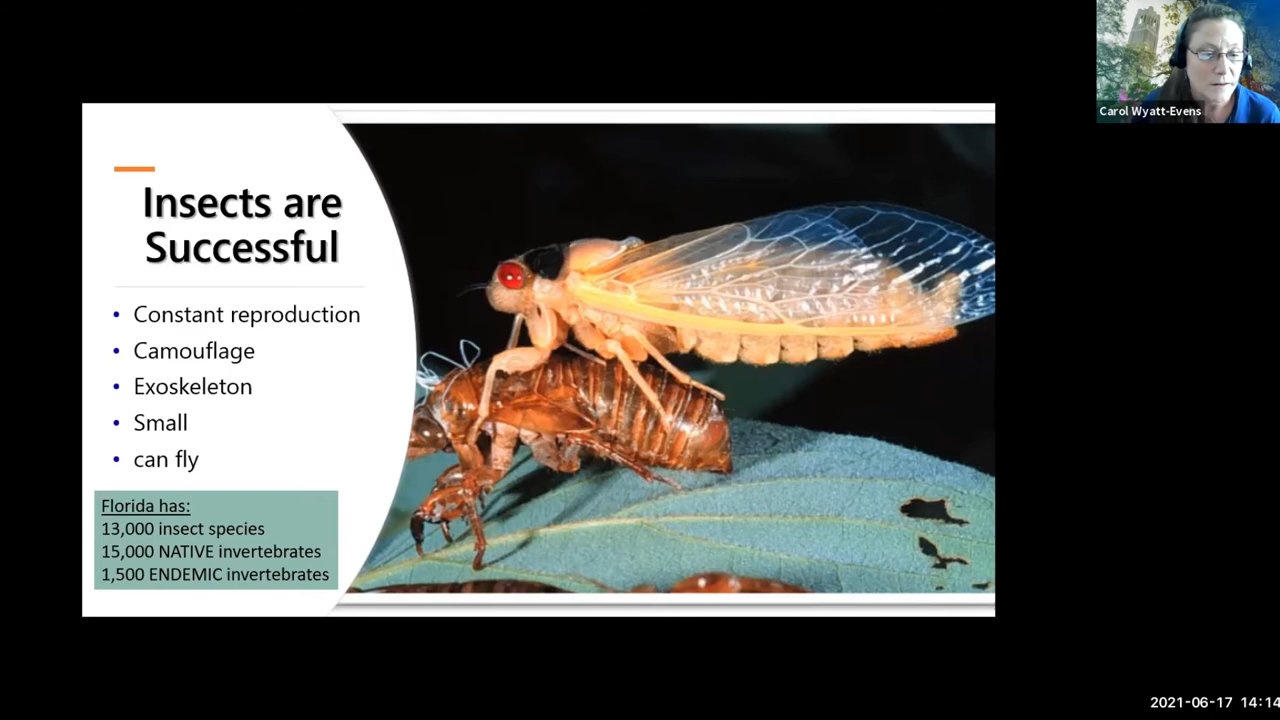 Carol Wyatt-Evens
Insects are
Successful
• Constant reproduction
• Camouflage
• Exoskeleton
• Small
• can fly
Florida has:
13,000 insect species
15,000 NATIVE invertebrates
1,500 ENDEMIC invertebrates
2021-06-17 14:14